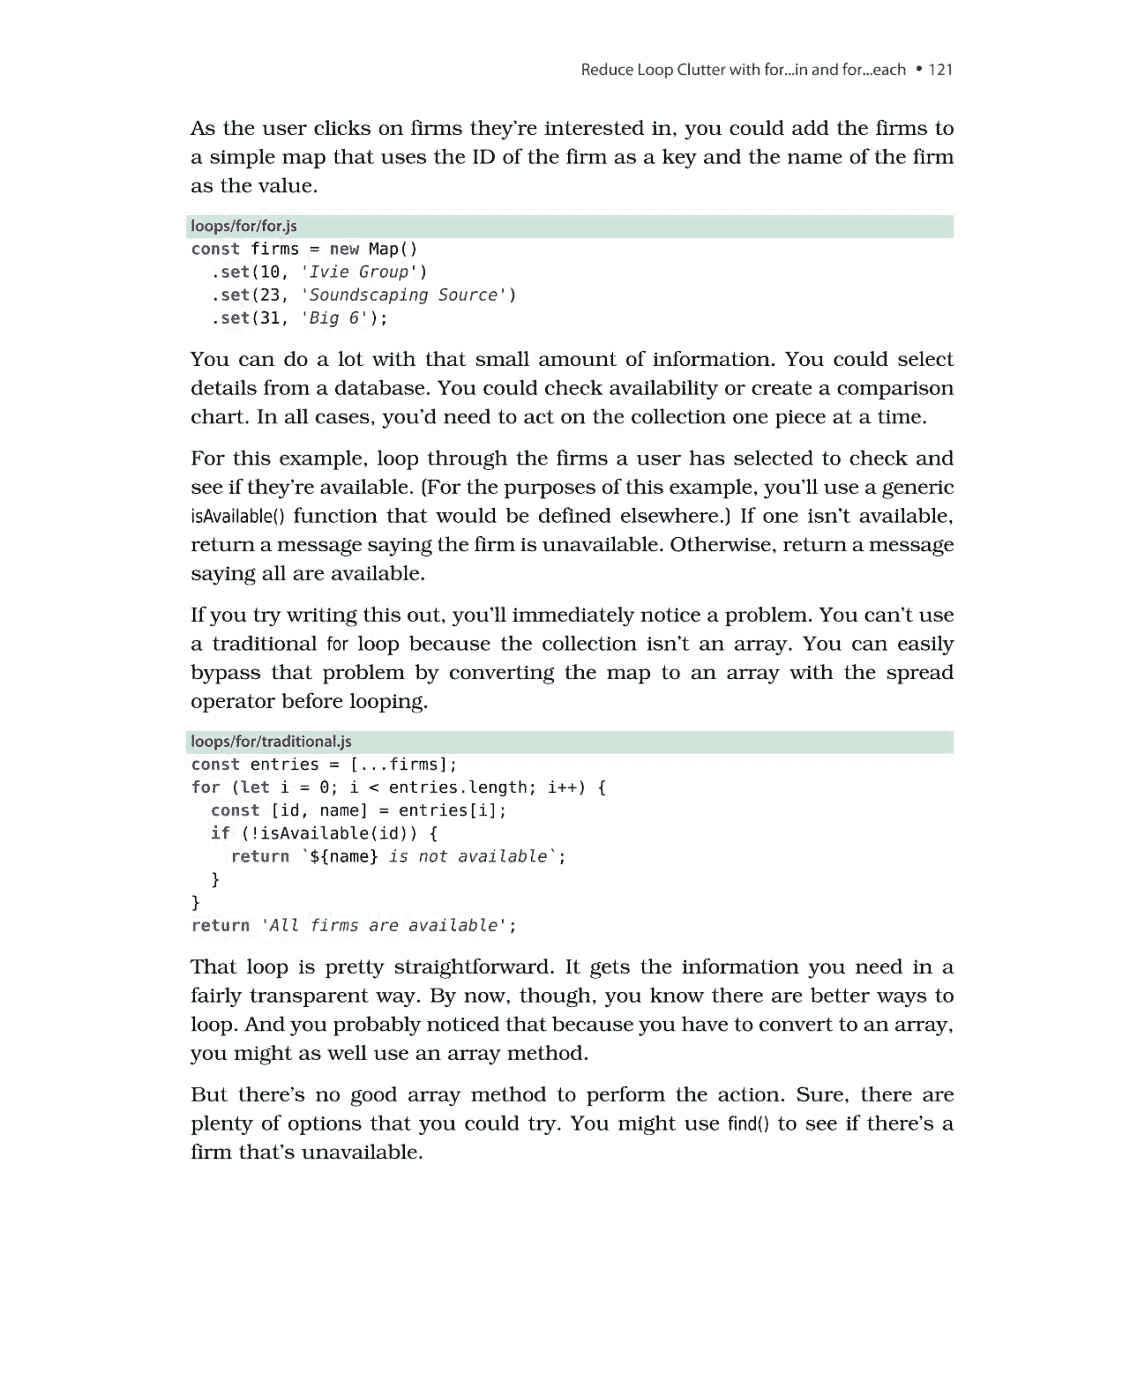 Reduce Loop Clutter with for...in and for...each • 121
As the user clicks on firms they're interested in, you could add the firms to
a simple map that uses the ID of the firm as a key and the name of the firm
as the value.
loops/for/for.js
const firms = new Map()
  .set(10, 'Ivie Group')
  .set(23, 'Soundscaping Source')
  .set(31, 'Big 6');
You can do a lot with that small amount of information. You could select
details from a database. You could check availability or create a comparison
chart. In all cases, you'd need to act on the collection one piece at a time.
For this example, loop through the firms a user has selected to check and
see if they're available. (For the purposes of this example, you'll use a generic
isAvailable() function that would be defined elsewhere.) If one isn't available,
return a message saying the firm is unavailable. Otherwise, return a message
saying all are available.
If you try writing this out, you'll immediately notice a problem. You can't use
a traditional for loop because the collection isn't an array. You can easily
bypass that problem by converting the map to an array with the spread
operator before looping.
loops/for/traditional.js
const entries = [...firms];
for (let i = 0; i < entries.length; i++) {
  const [id, name] = entries[i];
  if (!isAvailable(id)) {
    return `${name} is not available`;
  }
}
return 'All firms are available';
That loop is pretty straightforward. It gets the information you need in a
fairly transparent way. By now, though, you know there are better ways to
loop. And you probably noticed that because you have to convert to an array,
you might as well use an array method.
But there's no good array method to perform the action. Sure, there are
plenty of options that you could try. You might use find() to see if there's a
firm that's unavailable.